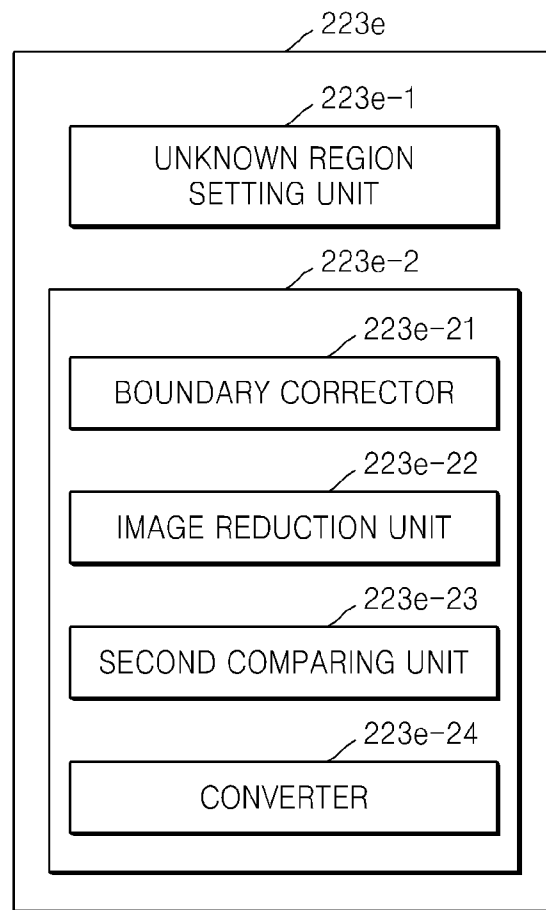 223e
223e-1
UNKNOWN REGION
SETTING UNIT
223e-2
223e-21
BOUNDARY CORRECTOR
223e-22
IMAGE REDUCTION UNIT
223e-23
SECOND COMPARING UNIT
223e-24
CONVERTER